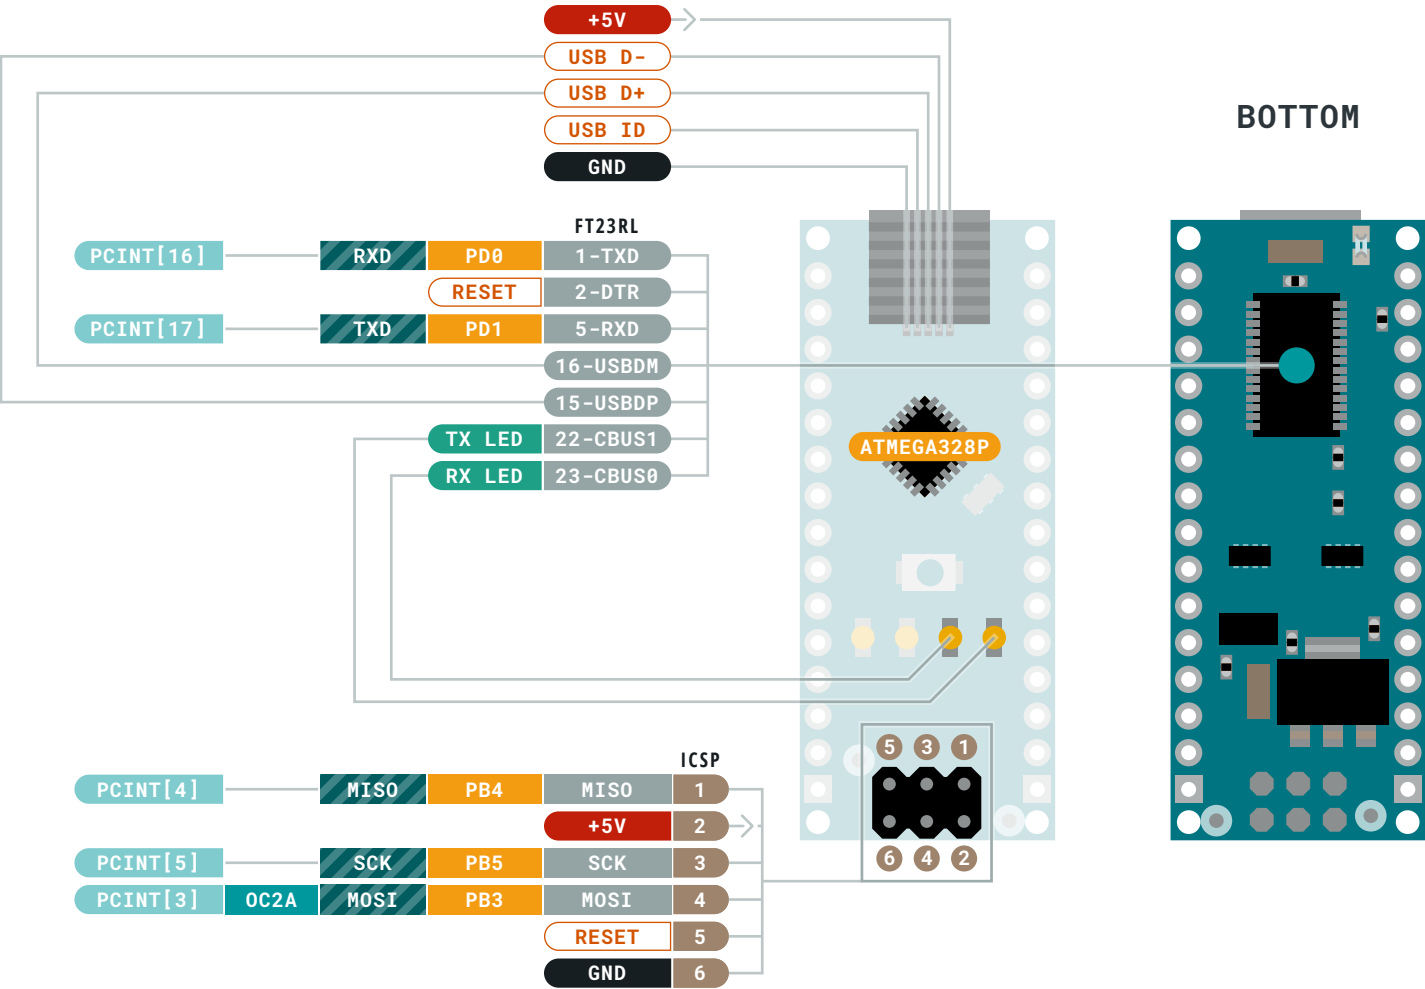 +5V
USB D-
USB D+
BOTTOM
USB ID
GND
FT23RL
PCINT[16] RXD PD0 1-TXD
RESET 2-DTR
PCINT[17] TXD PD1 5-RXD
16-USBDM
15-USBDP
TX LED 22-CBUS1
ATMEGA328P
RX LED 23-CBUS0
ICSP
5 3 1
PCINT[4] MISO PB4 MISO 1
+5V 2
PCINT[5] SCK PB5 SCK 3
6 4 2
PCINT[3] OC2A MOSI PB3 MOSI 4
RESET 5
GND 6